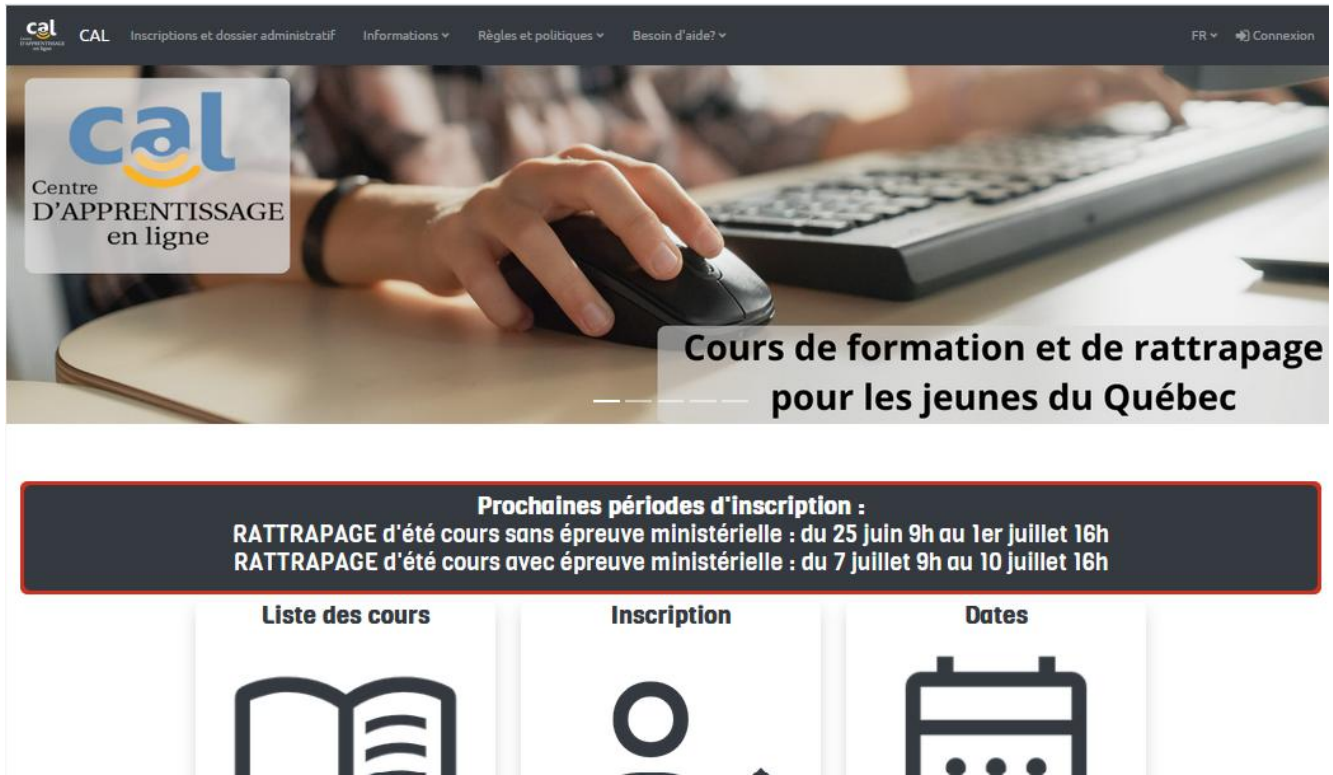 cal
CAL
Inscriptions et dossier administratif
Informations
Règles et politiques
Besoin d'aide?
FR
Connexion
cal
Centre
D'APPRENTISSAGE
en ligne
Cours de formation et de rattrapage
pour les jeunes du Québec
Prochaines périodes d'inscription :
RATTRAPAGE d'été cours sans épreuve ministérielle : du 25 juin 9h au 1er juillet 16h
RATTRAPAGE d'été cours avec épreuve ministérielle : du 7 juillet 9h au 10 juillet 16h
Liste des cours
Inscription
Dates